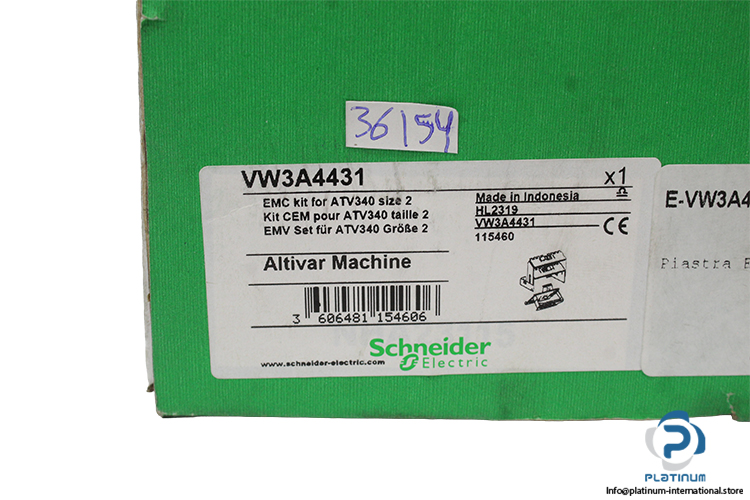 36154
VW3A4431 x1
EMC kit for ATV340 size 2
Kit CEM pour ATV340 taille 2
EMV Set für ATV340 Größe 2
Made in Indonesia
HL2319
VW3A4431
115460
CE
Altivar Machine
3 606481 154606
www.schneider-electric.com
Schneider
Electric
E-VW3A4
Piastra E
PLATINUM
Info@platinum-international.store